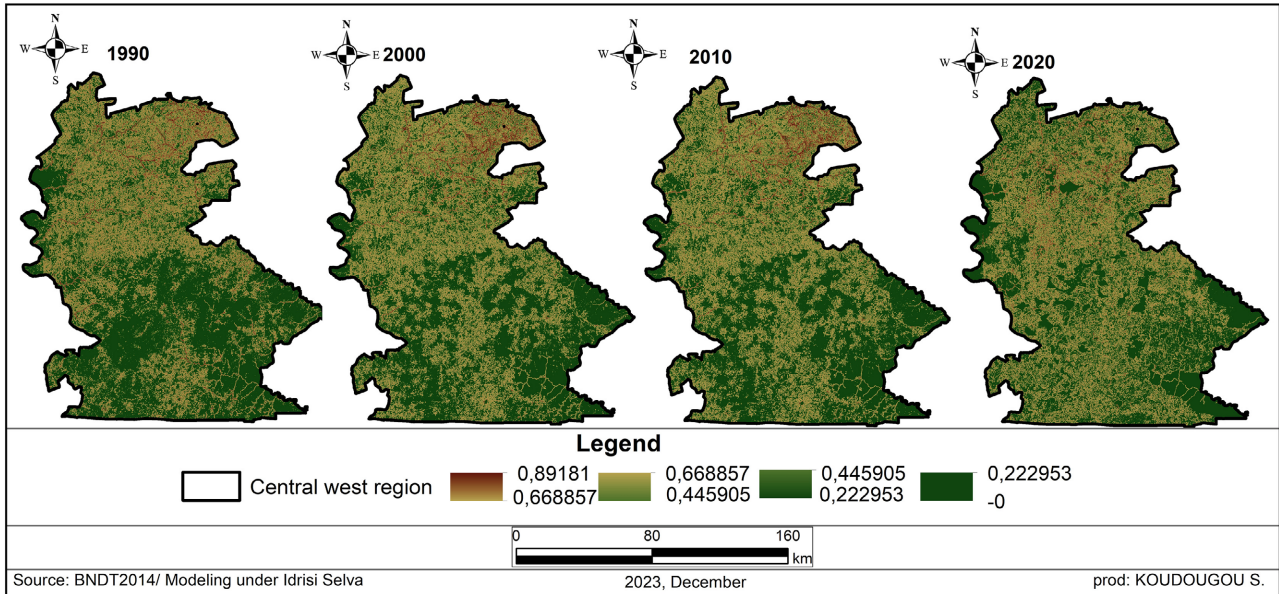 N
W E
S
1990
N
W E
S
2000
N
W E
S
2010
N
W E
S
2020
Legend
Central west region
0,89181
0,668857
0,668857
0,445905
0,445905
0,222953
0,222953
-0
0 80 160
km
Source: BNDT2014/ Modeling under Idrisi Selva
2023, December
prod: KOUDOUGOU S.